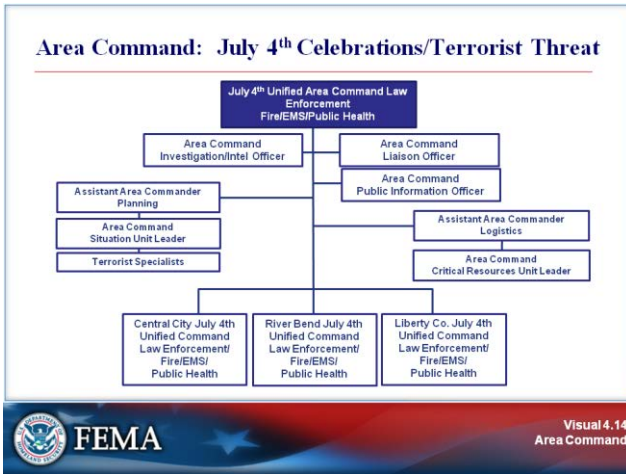 Area Command: July 4th Celebrations/Terrorist Threat
July 4th Unified Area Command Law
Enforcement
Fire/EMS/Public Health
Area Command
Investigation/Intel Officer
Area Command
Liaison Officer
Area Command
Public Information Officer
Assistant Area Commander
Planning
Area Command
Situation Unit Leader
Terrorist Specialists
Assistant Area Commander
Logistics
Area Command
Critical Resources Unit Leader
Central City July 4th
Unified Command
Law Enforcement/
Fire/EMS/
Public Health
River Bend July 4th
Unified Command
Law Enforcement/
Fire/EMS/
Public Health
Liberty Co. July 4th
Unified Command
Law Enforcement/
Fire/EMS/
Public Health
U.S. DEPARTMENT OF
HOMELAND SECURITY
FEMA
Visual 4.14
Area Command